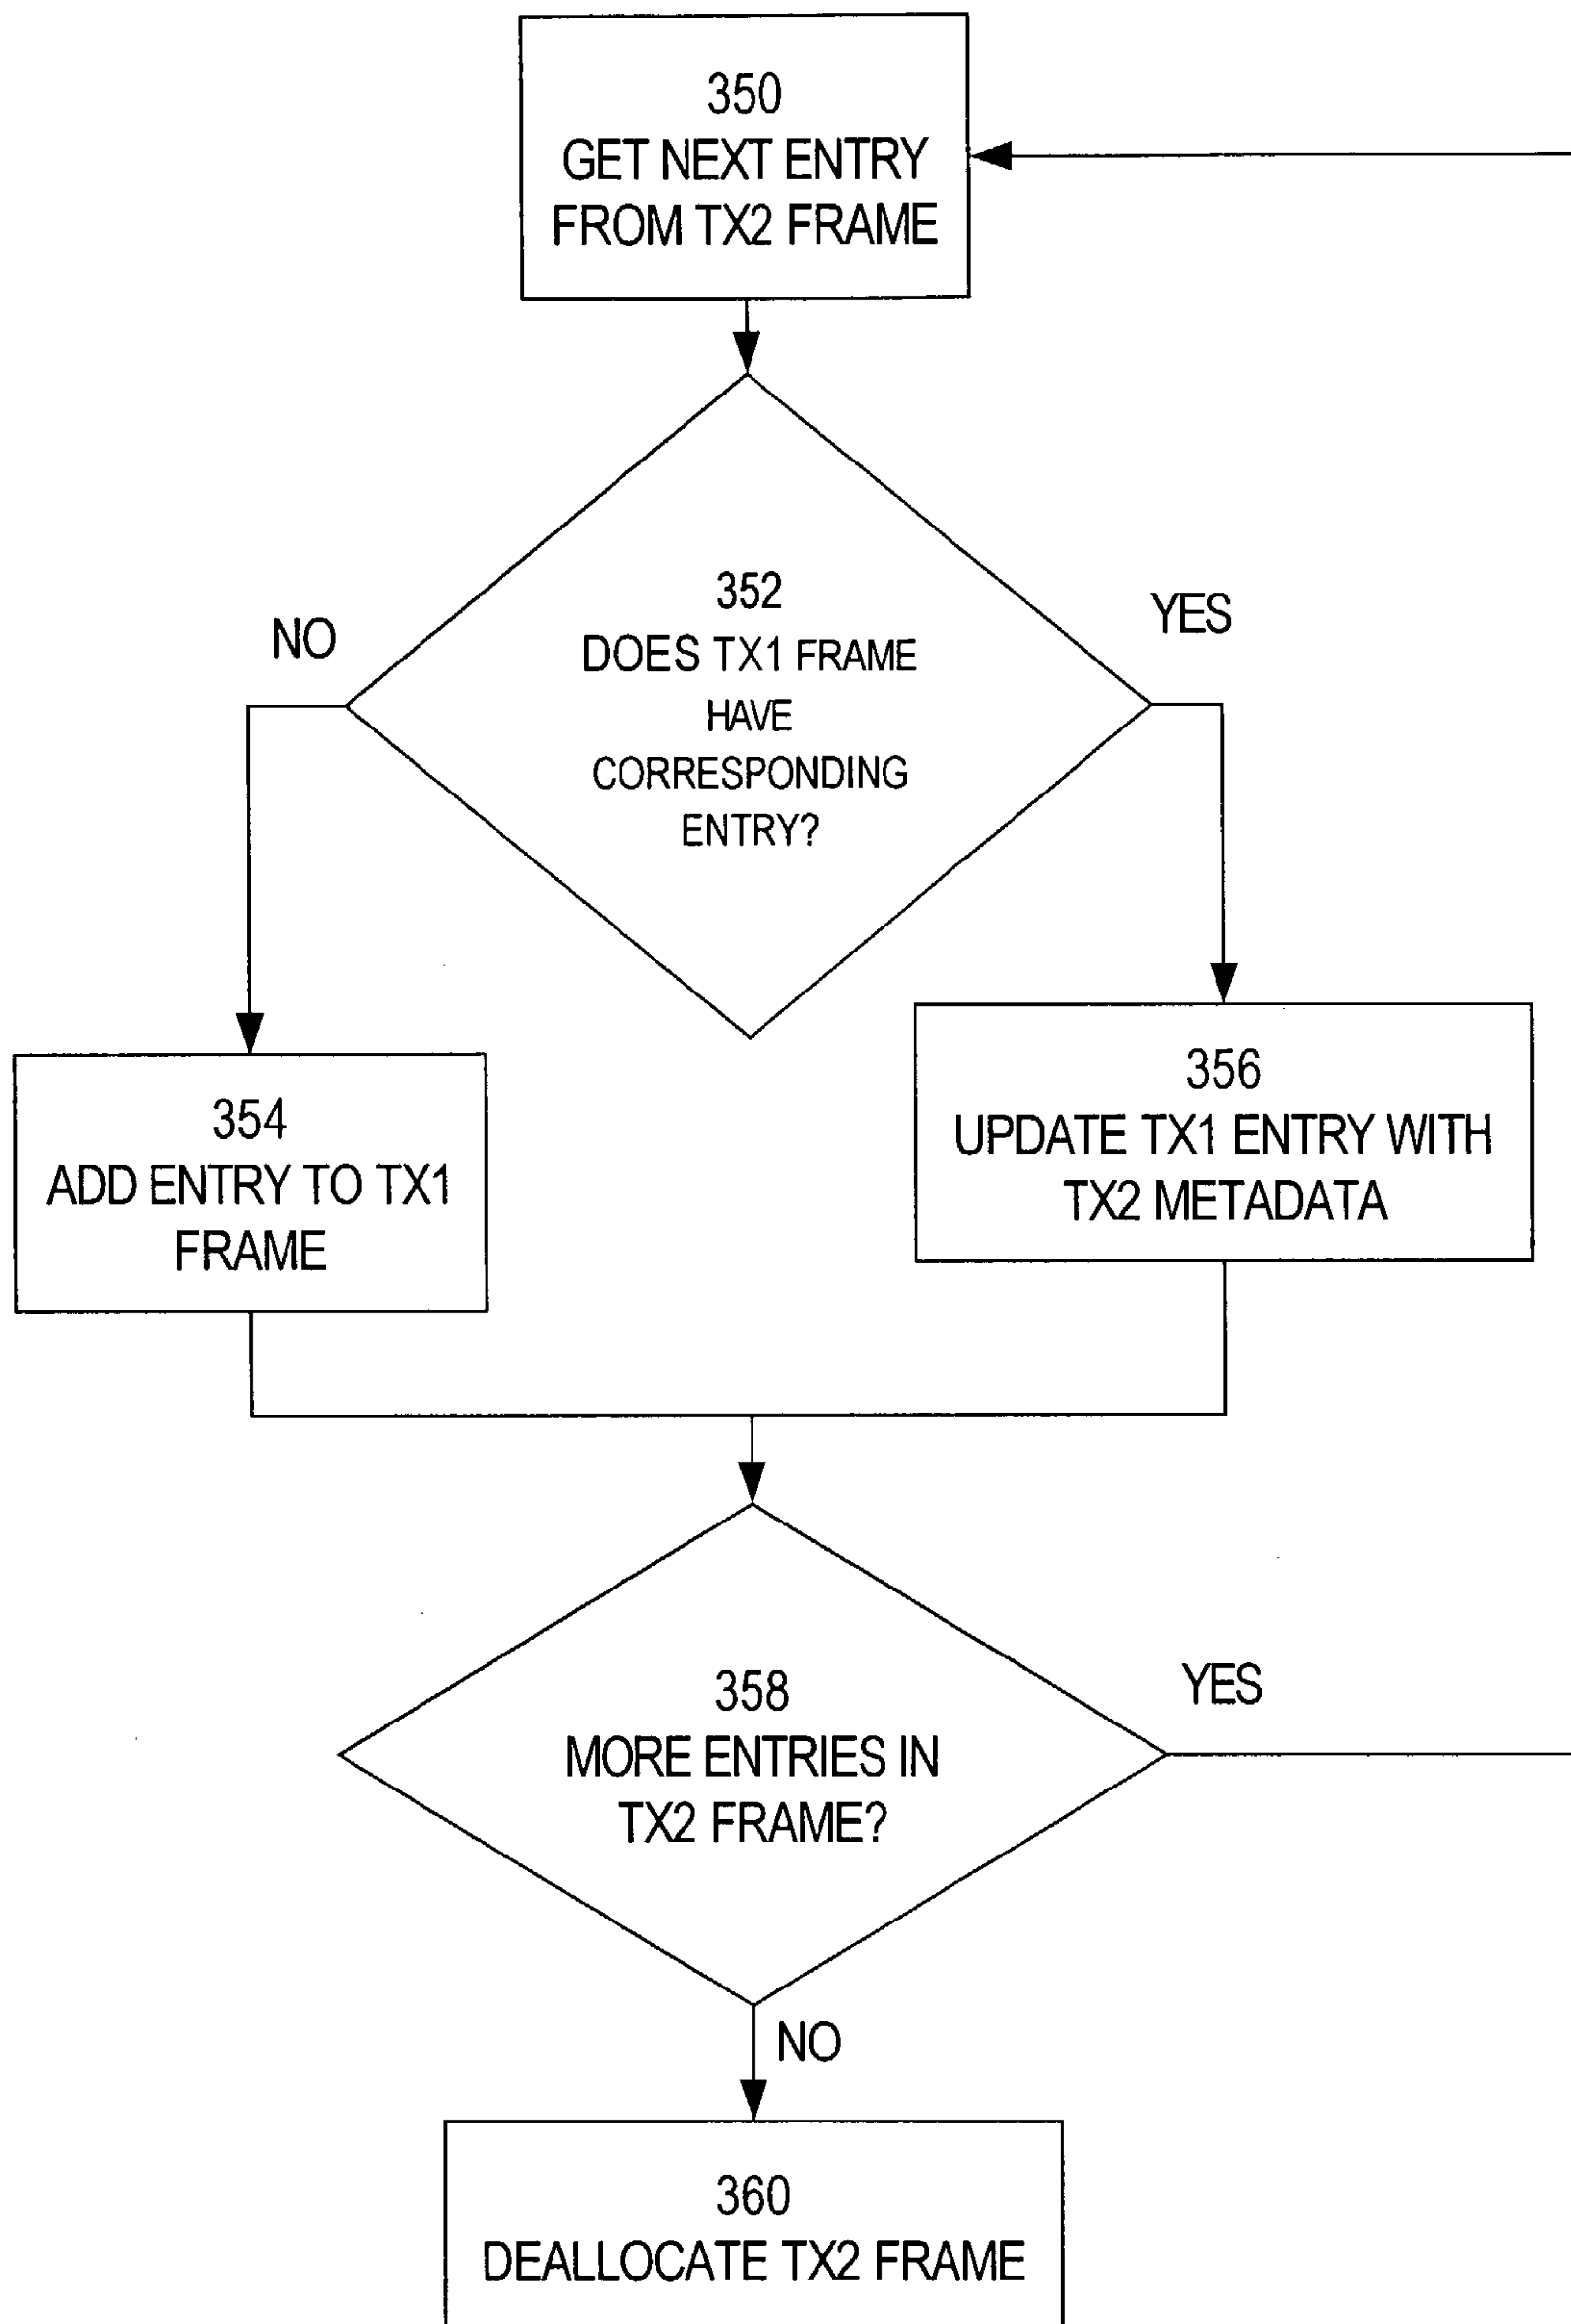 350
GET NEXT ENTRY
FROM TX2 FRAME
352
DOES TX1 FRAME
HAVE
CORRESPONDING
ENTRY?
NO
YES
354
ADD ENTRY TO TX1
FRAME
356
UPDATE TX1 ENTRY WITH
TX2 METADATA
358
MORE ENTRIES IN
TX2 FRAME?
YES
NO
360
DEALLOCATE TX2 FRAME